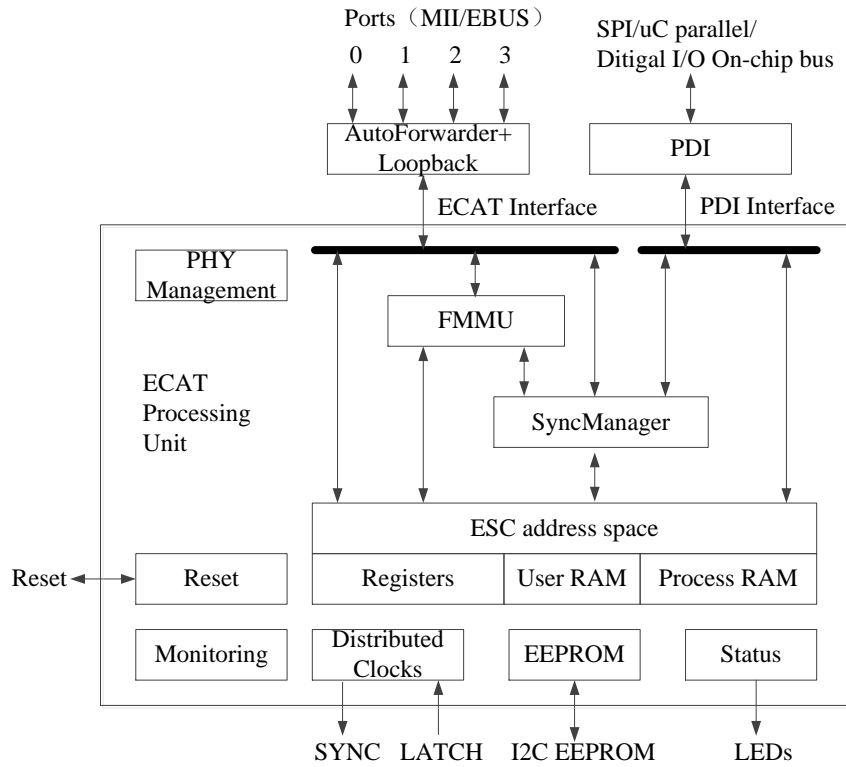 Ports（MII/EBUS）
0 1 2 3
SPI/uC parallel/
Ditigal I/O On-chip bus
AutoForwarder+
Loopback
PDI
ECAT Interface
PDI Interface
PHY
Management
FMMU
ECAT
Processing
Unit
SyncManager
ESC address space
Reset
Reset
Registers
User RAM
Process RAM
Monitoring
Distributed
Clocks
EEPROM
Status
SYNC
LATCH
I2C EEPROM
LEDs